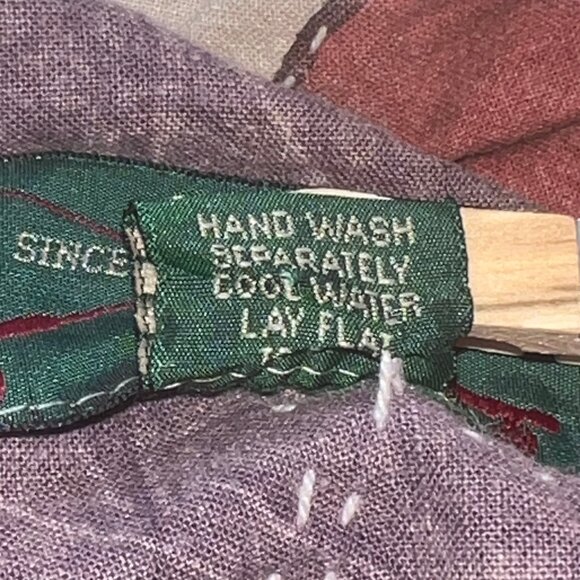 SINCE
HAND WASH
SEPARATELY
COOL WATER
LAY FLAT